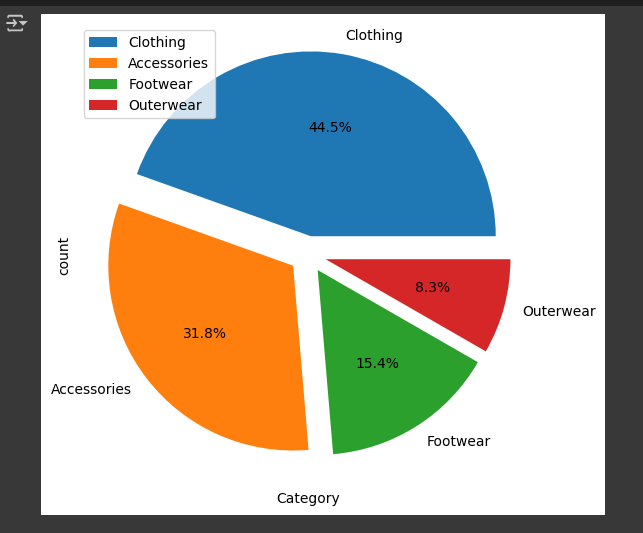 Clothing
Clothing
Accessories
Footwear
Outerwear
44.5%
count
8.3%
Outerwear
31.8%
15.4%
Accessories
Footwear
Category